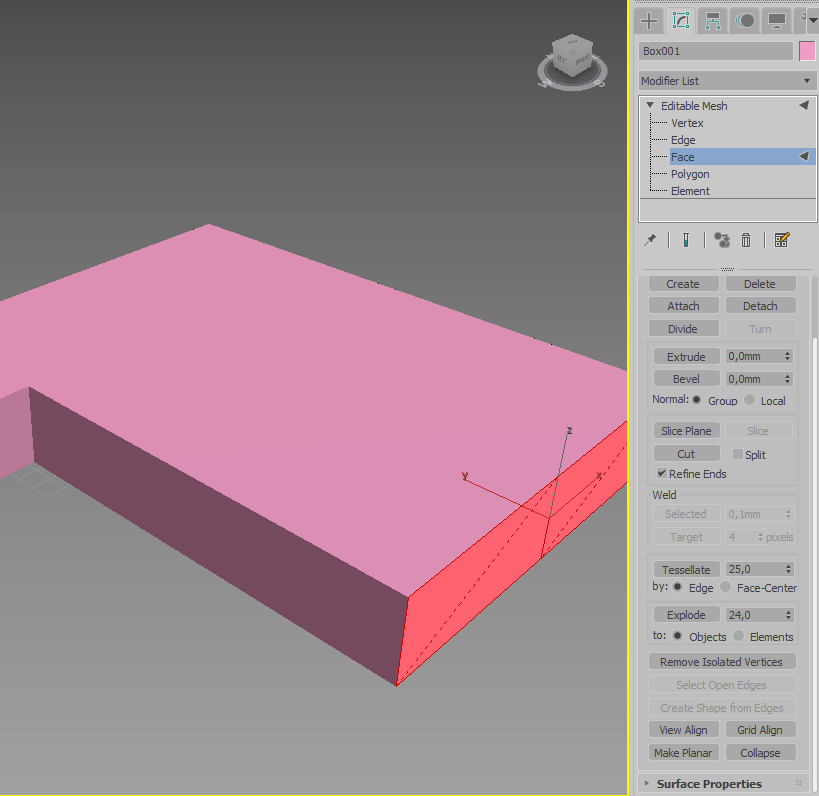 Box001
Modifier List
Editable Mesh
Vertex
Edge
Face
Polygon
Element
Create Delete
Attach Detach
Divide Turn
Extrude 0,0mm
Bevel 0,0mm
Normal: Group Local
Slice Plane Slice
Cut Split
Refine Ends
Weld
Selected 0,1mm
Target 4 pixels
Tessellate 25,0
by: Edge Face-Center
Explode 24,0
to: Objects Elements
Remove Isolated Vertices
Select Open Edges
Create Shape from Edges
View Align Grid Align
Make Planar Collapse
Surface Properties
z
y x